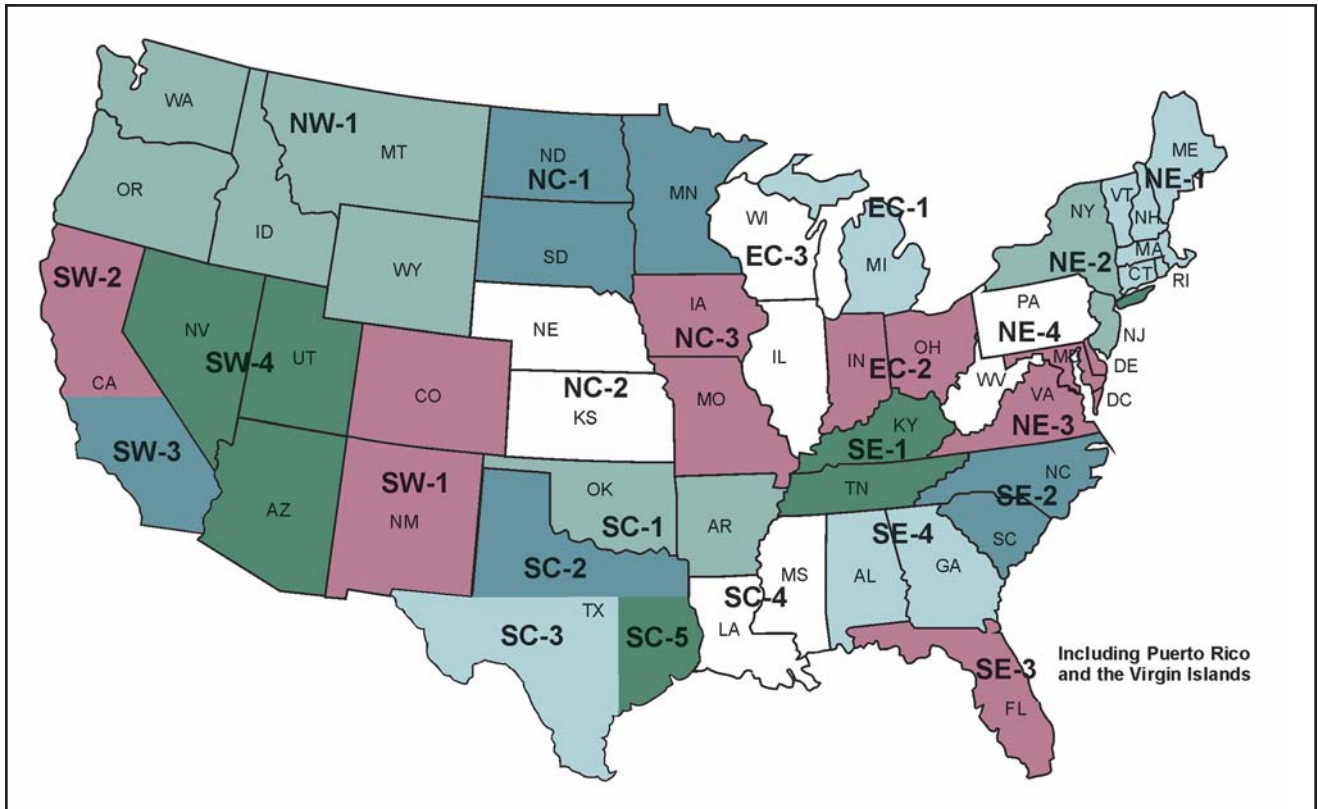 WA
NW-1
MT
OR
ID
WY
ND
NC-1
MN
SD
WI
EC-1
EC-3
MI
ME
NE-1
VT
NH
NY
MA
NE-2
CT
RI
SW-2
NV
SW-4
UT
CA
CO
NE
IA
NC-3
NC-2
KS
MO
IL
IN
EC-2
OH
PA
NE-4
NJ
DE
WV
VA
DC
NE-3
KY
SE-1
SW-3
AZ
SW-1
NM
OK
SC-1
AR
TN
NC
SE-2
SC
SC-2
SE-4
MS
AL
GA
SC-4
LA
TX
SC-3
SC-5
SE-3
FL
Including Puerto Rico
and the Virgin Islands